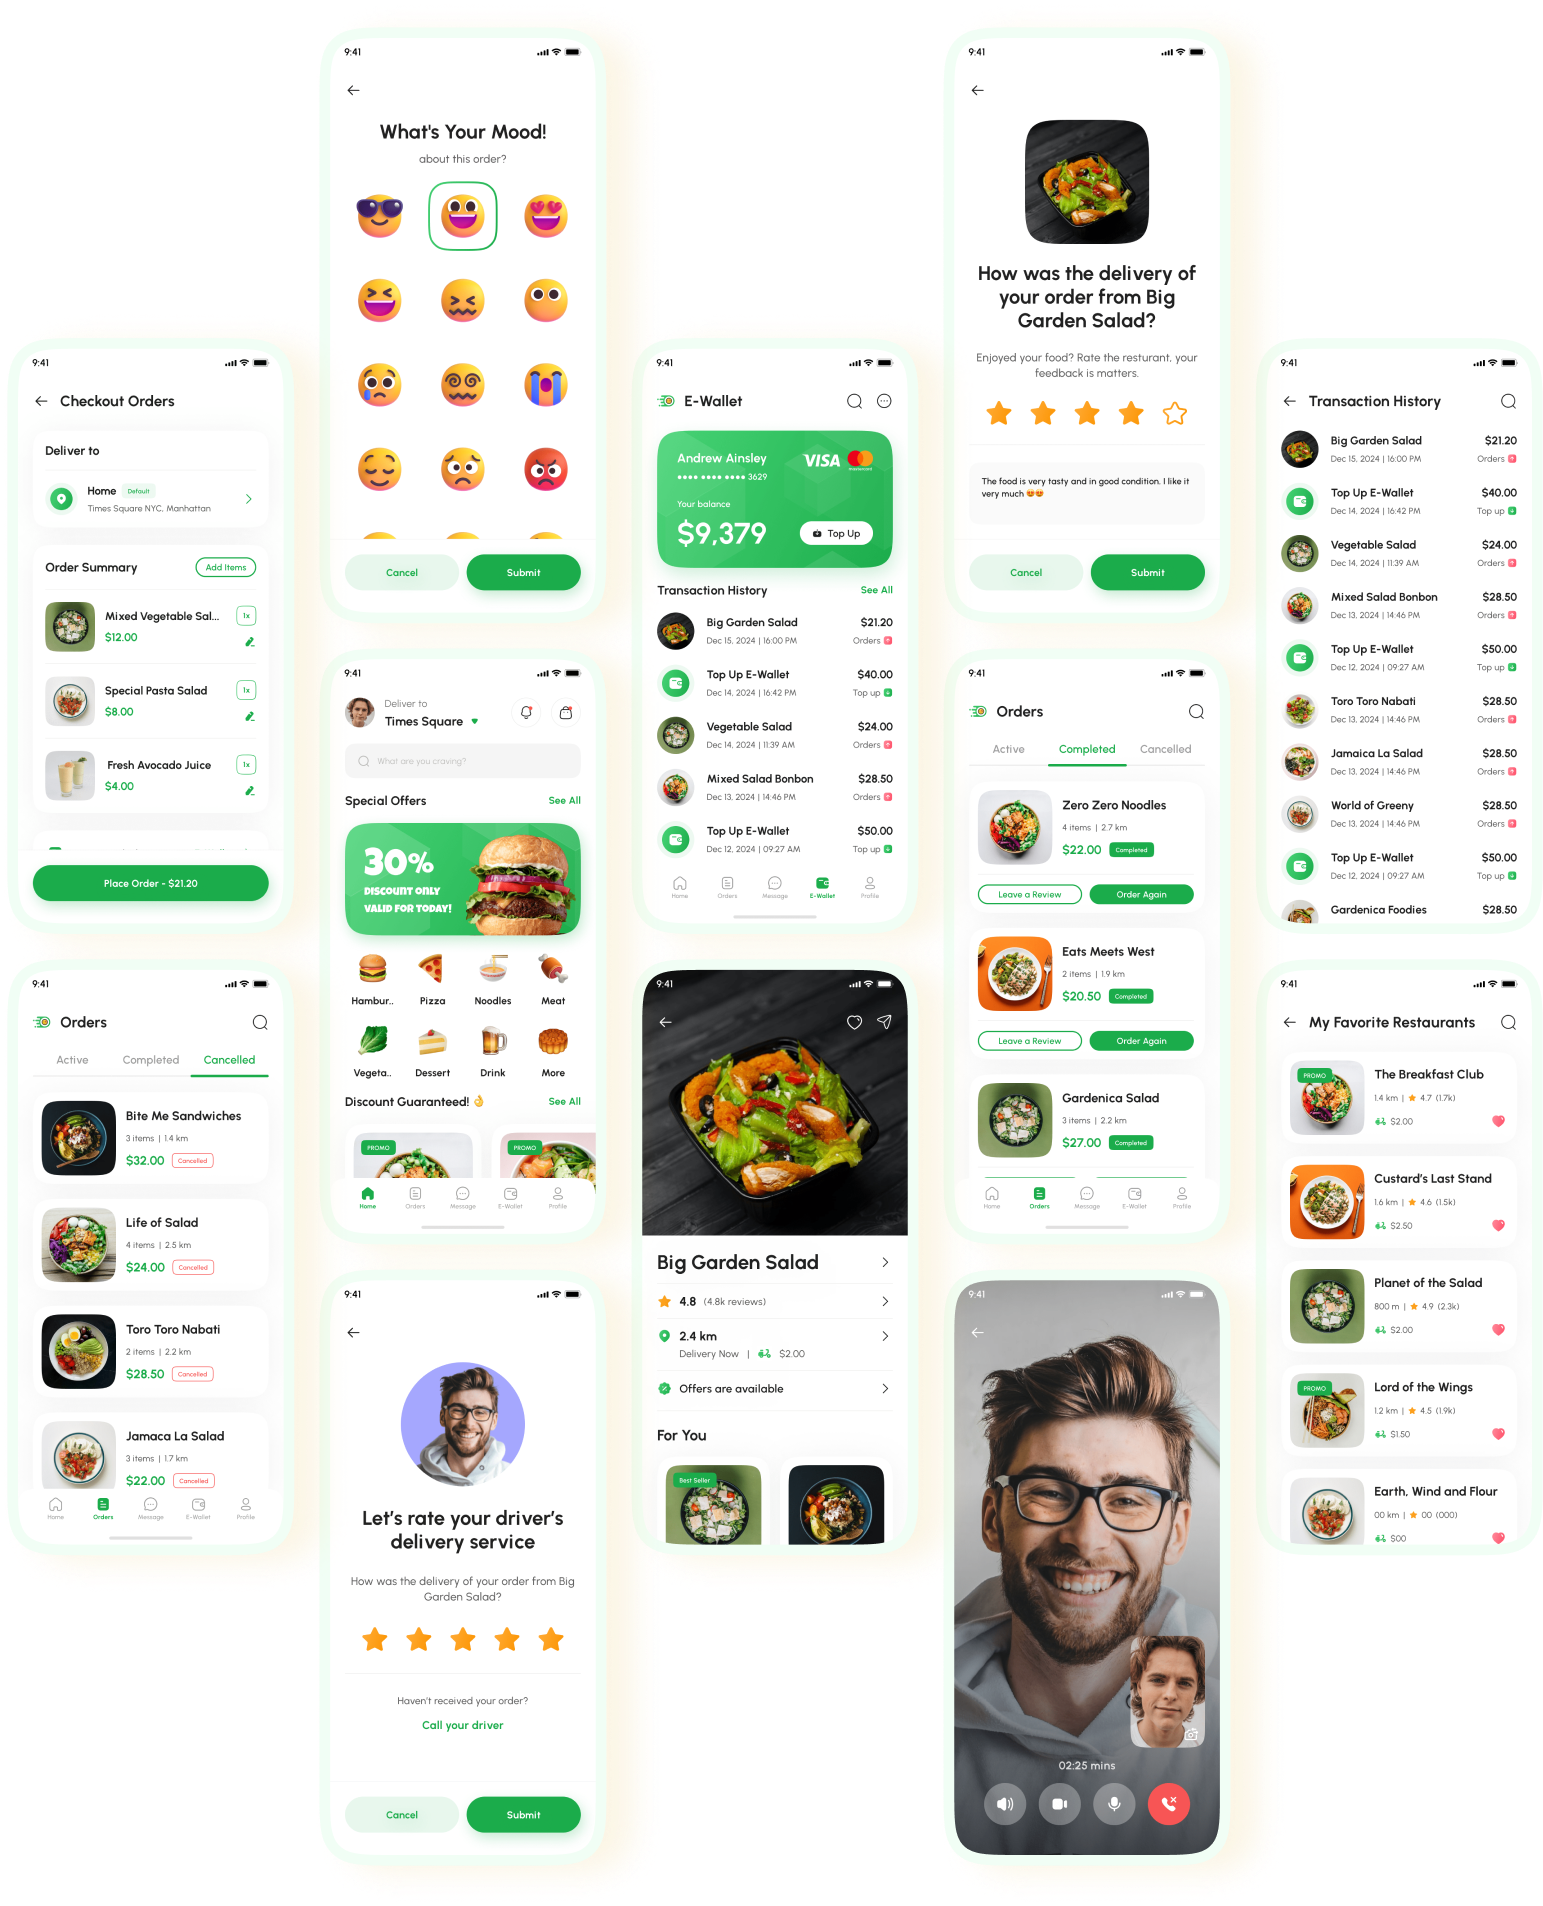 9:41
Checkout Orders
Deliver to
Home Default
Times Square NYC, Manhattan
Order Summary Add Items
Mixed Vegetable Sal... 1x
$12.00
Special Pasta Salad 1x
$8.00
Fresh Avocado Juice 1x
$4.00
Place Order - $21.20
9:41
Orders
Active Completed Cancelled
Bite Me Sandwiches
3 items | 1.4 km
$32.00 Cancelled
Life of Salad
4 items | 2.5 km
$24.00 Cancelled
Toro Toro Nabati
2 items | 2.2 km
$28.50 Cancelled
Jamaca La Salad
3 items | 1.7 km
$22.00 Cancelled
Home Orders Message E-Wallet Profile
9:41
What's Your Mood!
about this order?
Cancel Submit
9:41
Deliver to
Times Square
What are you craving?
Special Offers See All
30%
DISCOUNT ONLY
VALID FOR TODAY!
Hambur.. Pizza Noodles Meat
Vegeta.. Dessert Drink More
Discount Guaranteed! 👌 See All
PROMO PROMO
Home Orders Message E-Wallet Profile
9:41
Let's rate your driver's
delivery service
How was the delivery of your order from Big
Garden Salad?
Haven't received your order?
Call your driver
Cancel Submit
9:41
E-Wallet
Andrew Ainsley VISA mastercard
•••• •••• •••• 3629
Your balance
$9,379 Top Up
Transaction History See All
Big Garden Salad $21.20
Dec 15, 2024 | 16:00 PM Orders
Top Up E-Wallet $40.00
Dec 14, 2024 | 16:42 PM Top up
Vegetable Salad $24.00
Dec 14, 2024 | 11:39 AM Orders
Mixed Salad Bonbon $28.50
Dec 13, 2024 | 14:46 PM Orders
Top Up E-Wallet $50.00
Dec 12, 2024 | 09:27 AM Top up
Home Orders Message E-Wallet Profile
9:41
Big Garden Salad
4.8 (4.8k reviews)
2.4 km
Delivery Now | $2.00
Offers are available
For You
Best Seller
9:41
How was the delivery of
your order from Big
Garden Salad?
Enjoyed your food? Rate the resturant, your
feedback is matters.
The food is very tasty and in good condition. I like it
very much 😍😍
Cancel Submit
9:41
Orders
Active Completed Cancelled
Zero Zero Noodles
4 items | 2.7 km
$22.00 Completed
Leave a Review Order Again
Eats Meets West
2 items | 1.9 km
$20.50 Completed
Leave a Review Order Again
Gardenica Salad
3 items | 2.2 km
$27.00 Completed
Home Orders Message E-Wallet Profile
9:41
02:25 mins
9:41
Transaction History
Big Garden Salad $21.20
Dec 15, 2024 | 16:00 PM Orders
Top Up E-Wallet $40.00
Dec 14, 2024 | 16:42 PM Top up
Vegetable Salad $24.00
Dec 14, 2024 | 11:39 AM Orders
Mixed Salad Bonbon $28.50
Dec 13, 2024 | 14:46 PM Orders
Top Up E-Wallet $50.00
Dec 12, 2024 | 09:27 AM Top up
Toro Toro Nabati $28.50
Dec 13, 2024 | 14:46 PM Orders
Jamaica La Salad $28.50
Dec 13, 2024 | 14:46 PM Orders
World of Greeny $28.50
Dec 13, 2024 | 14:46 PM Orders
Top Up E-Wallet $50.00
Dec 12, 2024 | 09:27 AM Top up
Gardenica Foodies $28.50
9:41
My Favorite Restaurants
PROMO
The Breakfast Club
1.4 km | 4.7 (1.7k)
$2.00
Custard's Last Stand
1.6 km | 4.6 (1.5k)
$2.50
Planet of the Salad
800 m | 4.9 (2.3k)
$2.00
PROMO
Lord of the Wings
1.2 km | 4.5 (1.9k)
$1.50
Earth, Wind and Flour
00 km | 00 (000)
$00